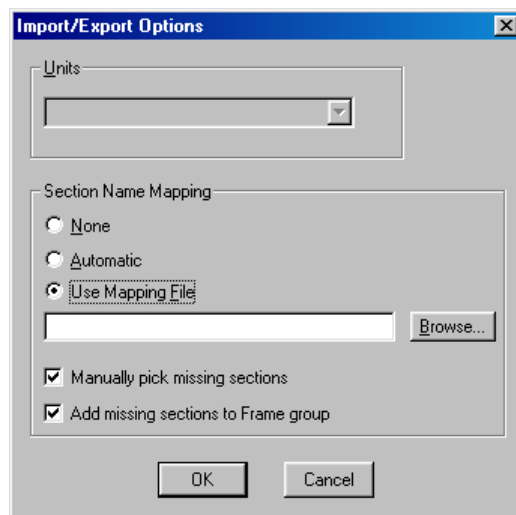 Import/Export Options
Units
Section Name Mapping
None
Automatic
Use Mapping File
Browse...
Manually pick missing sections
Add missing sections to Frame group
OK
Cancel